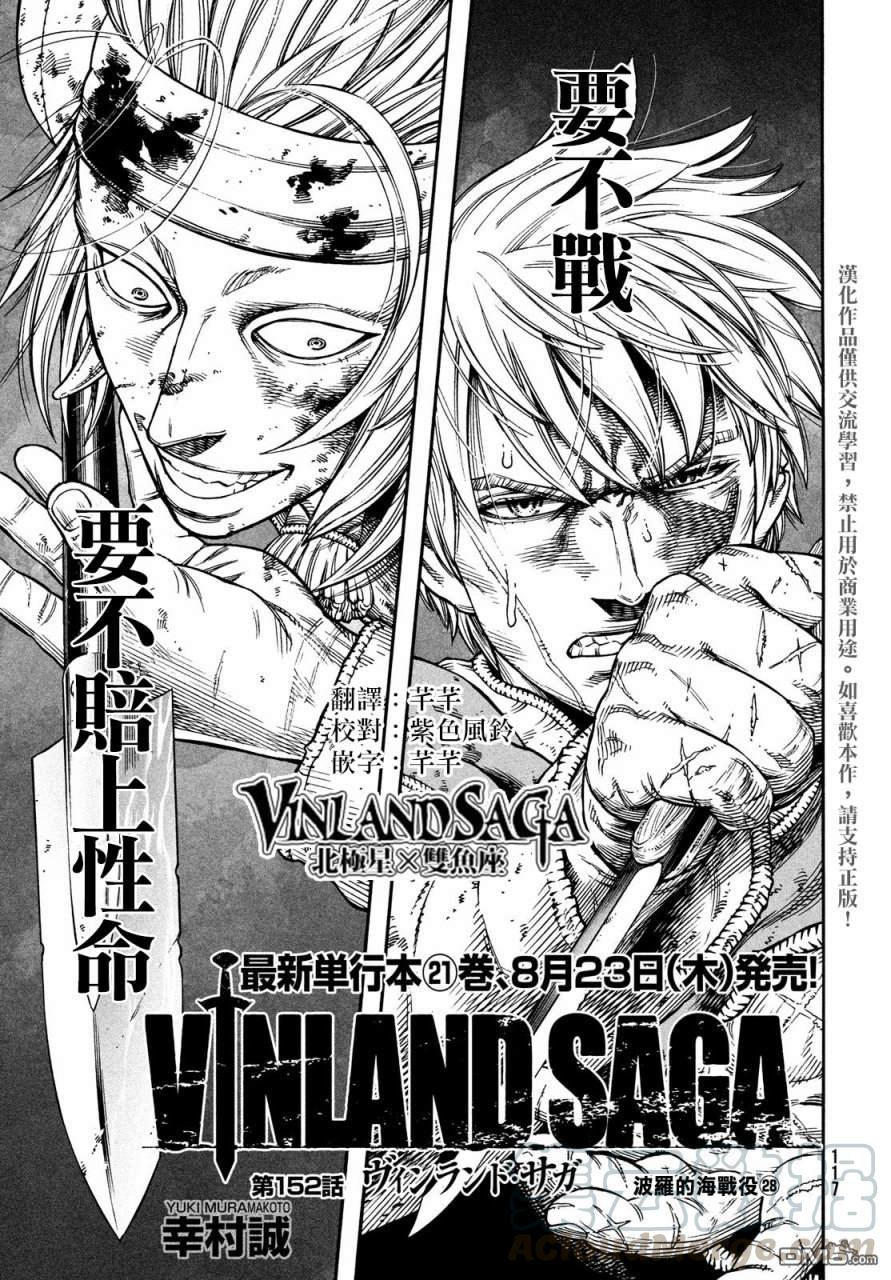 要不戰
要不賠上性命
漢化作品僅供交流學習，禁止用於商業用途。如喜歡本作，請支持正版！
翻譯：芊芊
校對：紫色風鈴
嵌字：芊芊
VINLAND SAGA
北極星×雙魚座
最新単行本㉑巻、8月23日(木)発売!
VINLAND SAGA
第152話 ヴィンランド・サガ 波羅的海戰役㉘
YUKI MURAMAKOTO
幸村誠
117